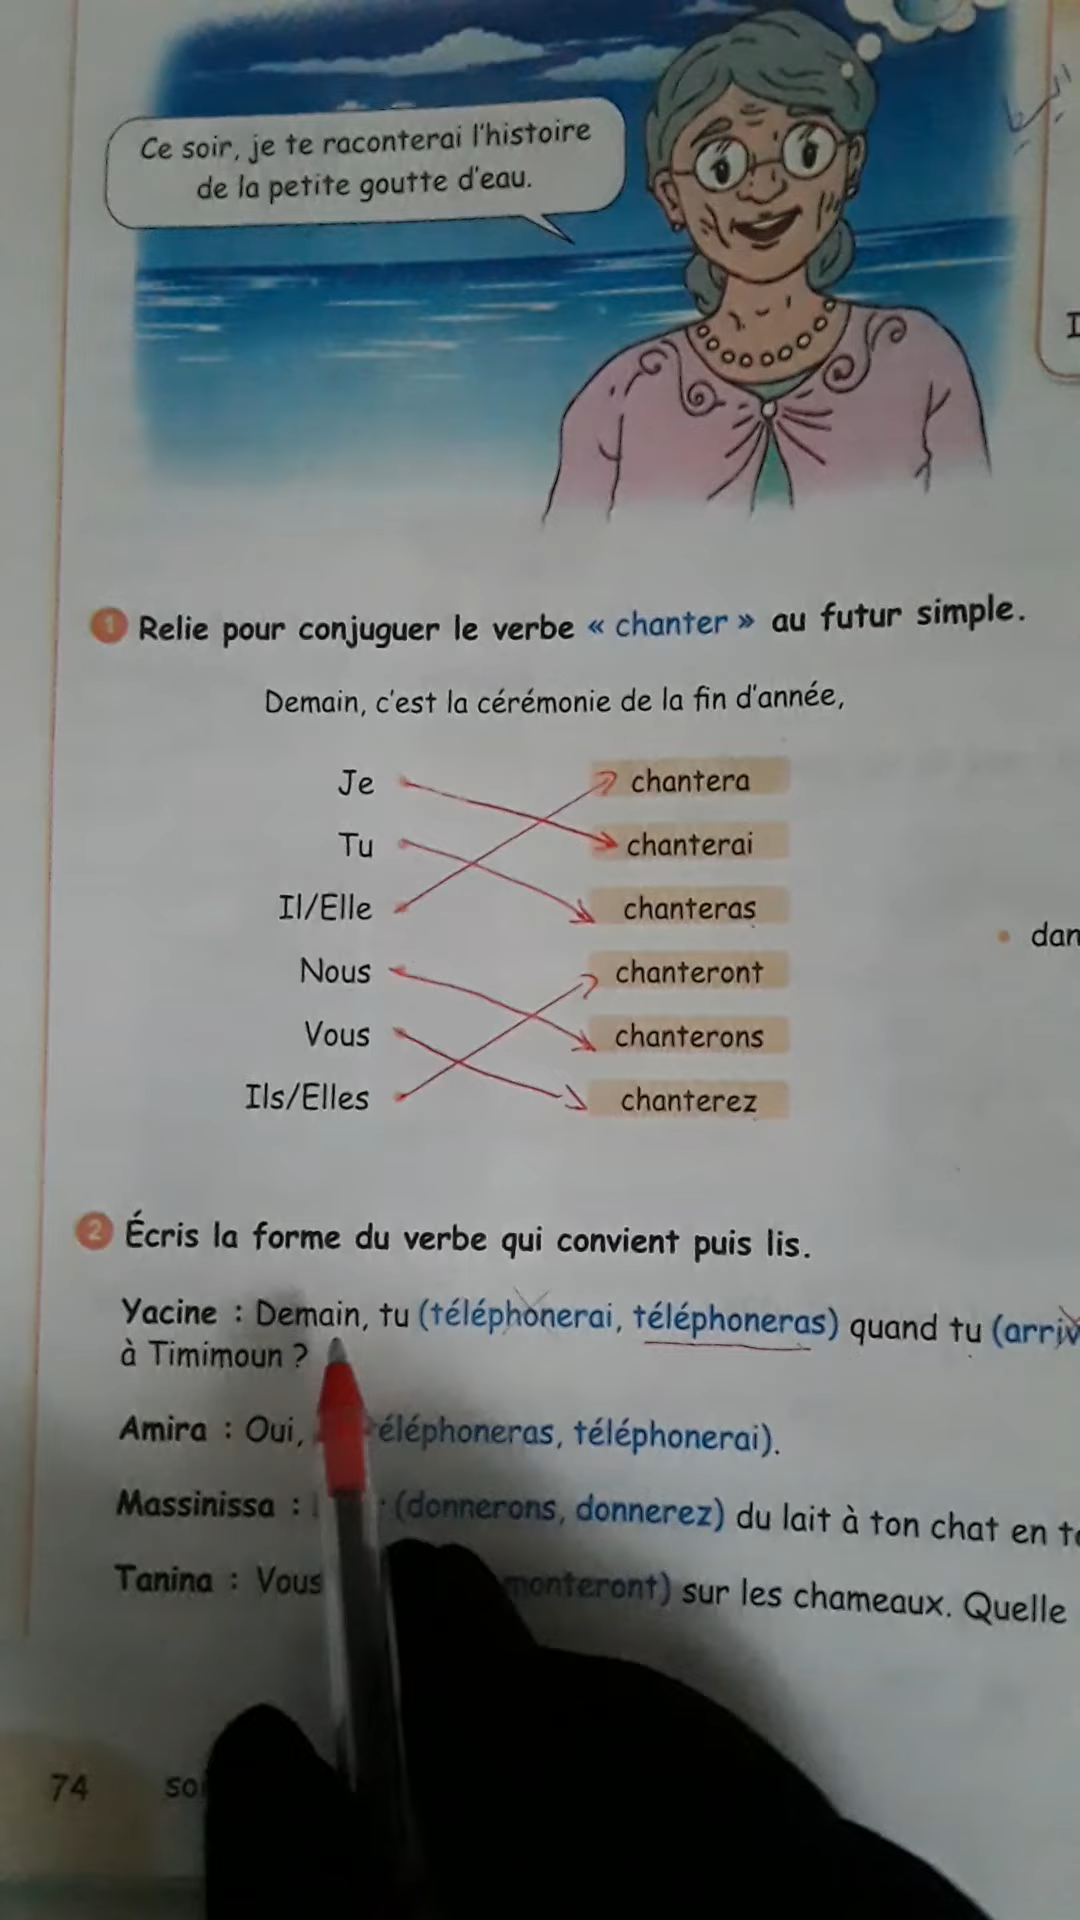 Ce soir, je te raconterai l'histoire
de la petite goutte d'eau.
1 Relie pour conjuguer le verbe « chanter » au futur simple.
Demain, c'est la cérémonie de la fin d'année,
Je chantera
Tu chanterai
Il/Elle chanteras
Nous chanteront
Vous chanterons
Ils/Elles chanterez
dan
2 Écris la forme du verbe qui convient puis lis.
Yacine : Demain, tu (téléphonerai, téléphoneras) quand tu (arriv
à Timimoun ?
Amira : Oui, éléphoneras, téléphonerai).
Massinissa : (donnerons, donnerez) du lait à ton chat en
Tanina : Vous monteront) sur les chameaux. Quelle
74